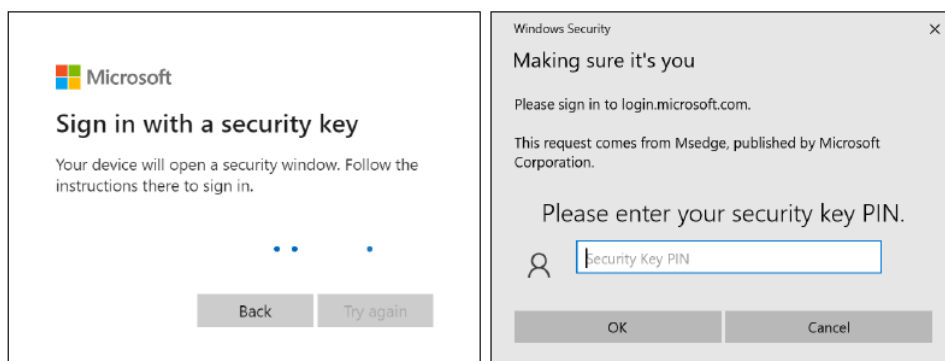 Microsoft
Sign in with a security key
Your device will open a security window. Follow the
instructions there to sign in.
Back
Try again
Windows Security
Making sure it's you
Please sign in to login.microsoft.com.
This request comes from Msedge, published by Microsoft
Corporation.
Please enter your security key PIN.
Security Key PIN
OK
Cancel